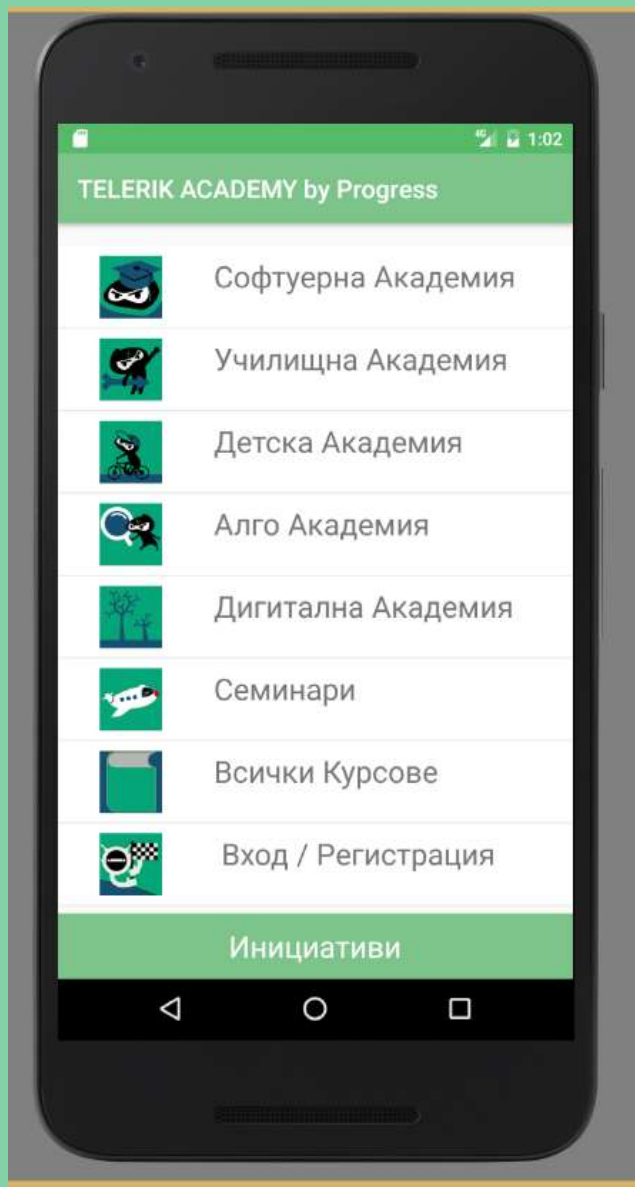 4G 1:02
TELERIK ACADEMY by Progress
Софтуерна Академия
Училищна Академия
Детска Академия
Алго Академия
Дигитална Академия
Семинари
Всички Курсове
Вход / Регистрация
Инициативи